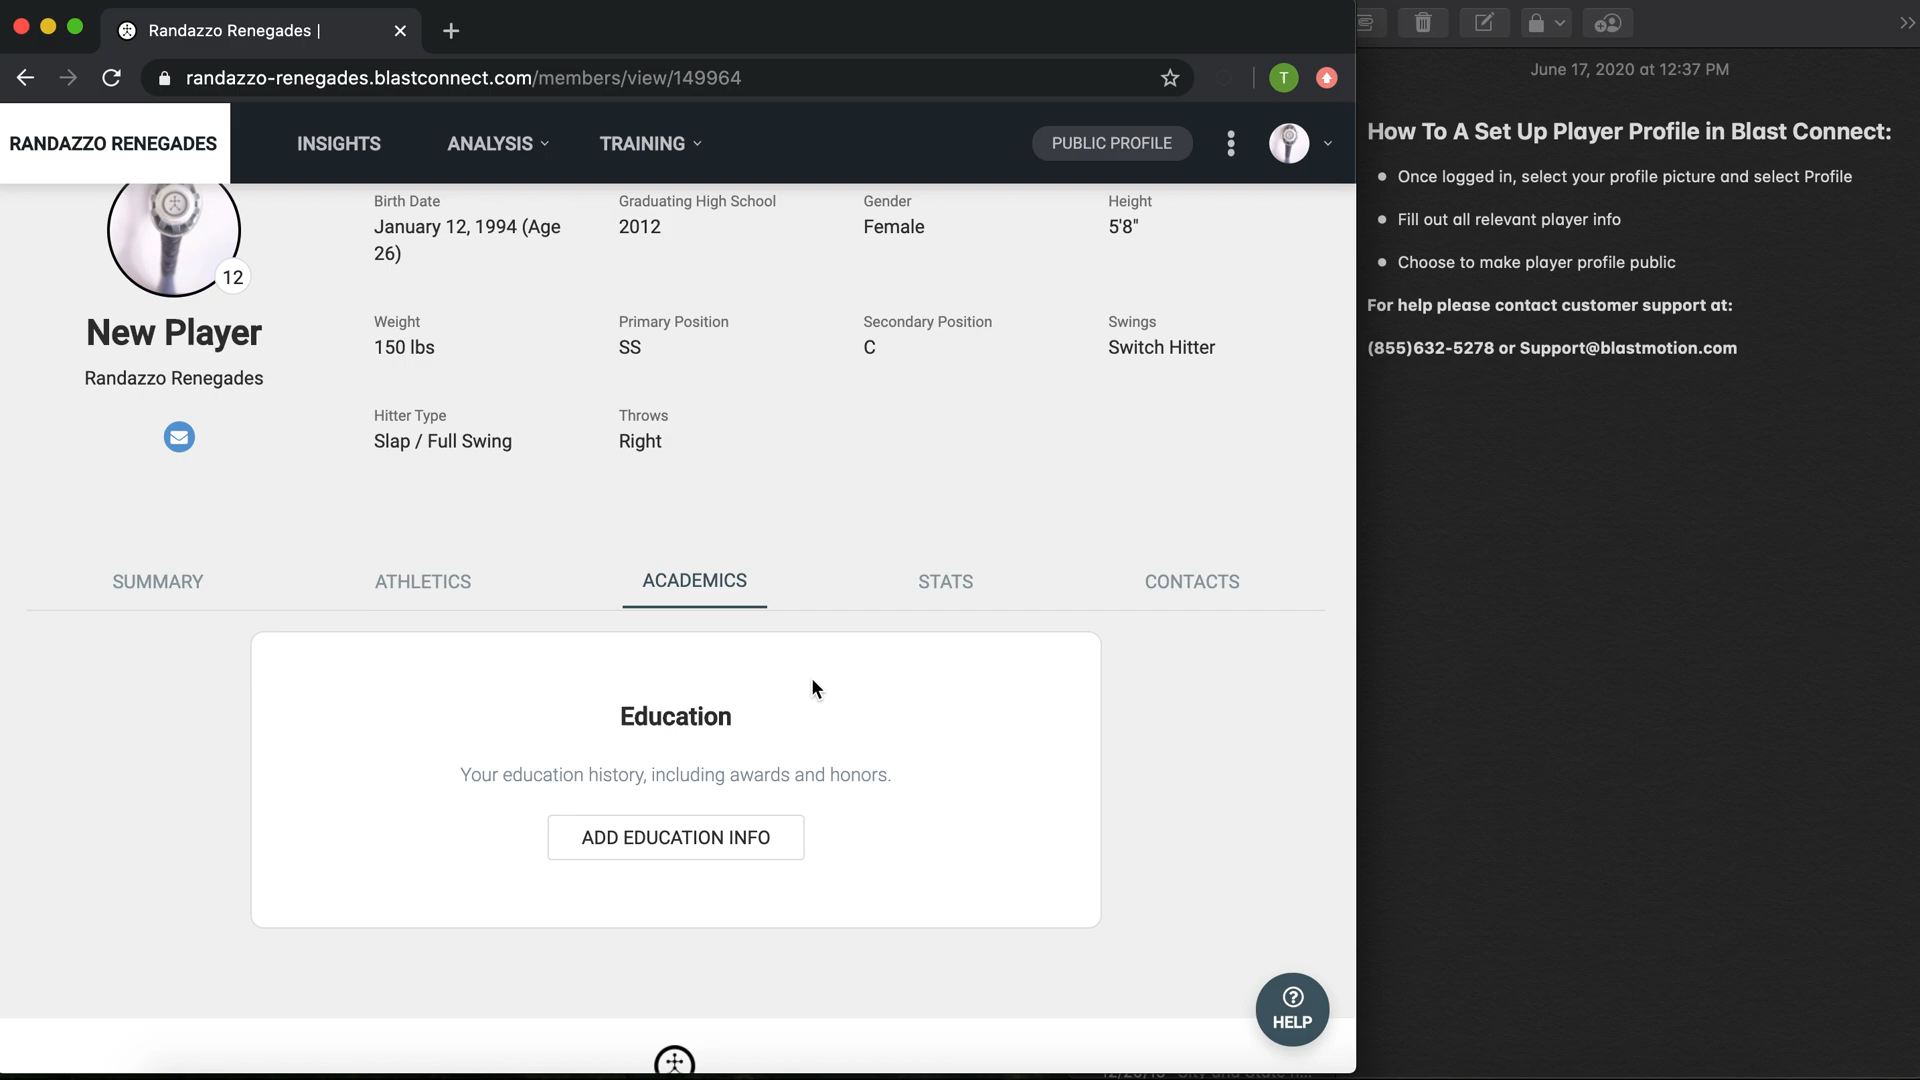 Randazzo Renegades |
randazzo-renegades.blastconnect.com/members/view/149964
T
RANDAZZO RENEGADES
INSIGHTS
ANALYSIS
TRAINING
PUBLIC PROFILE
12
New Player
Randazzo Renegades
Birth Date
January 12, 1994 (Age
26)
Graduating High School
2012
Gender
Female
Height
5'8"
Weight
150 lbs
Primary Position
SS
Secondary Position
C
Swings
Switch Hitter
Hitter Type
Slap / Full Swing
Throws
Right
SUMMARY
ATHLETICS
ACADEMICS
STATS
CONTACTS
Education
Your education history, including awards and honors.
ADD EDUCATION INFO
HELP
June 17, 2020 at 12:37 PM
How To A Set Up Player Profile in Blast Connect:
• Once logged in, select your profile picture and select Profile
• Fill out all relevant player info
• Choose to make player profile public
For help please contact customer support at:
(855)632-5278 or Support@blastmotion.com